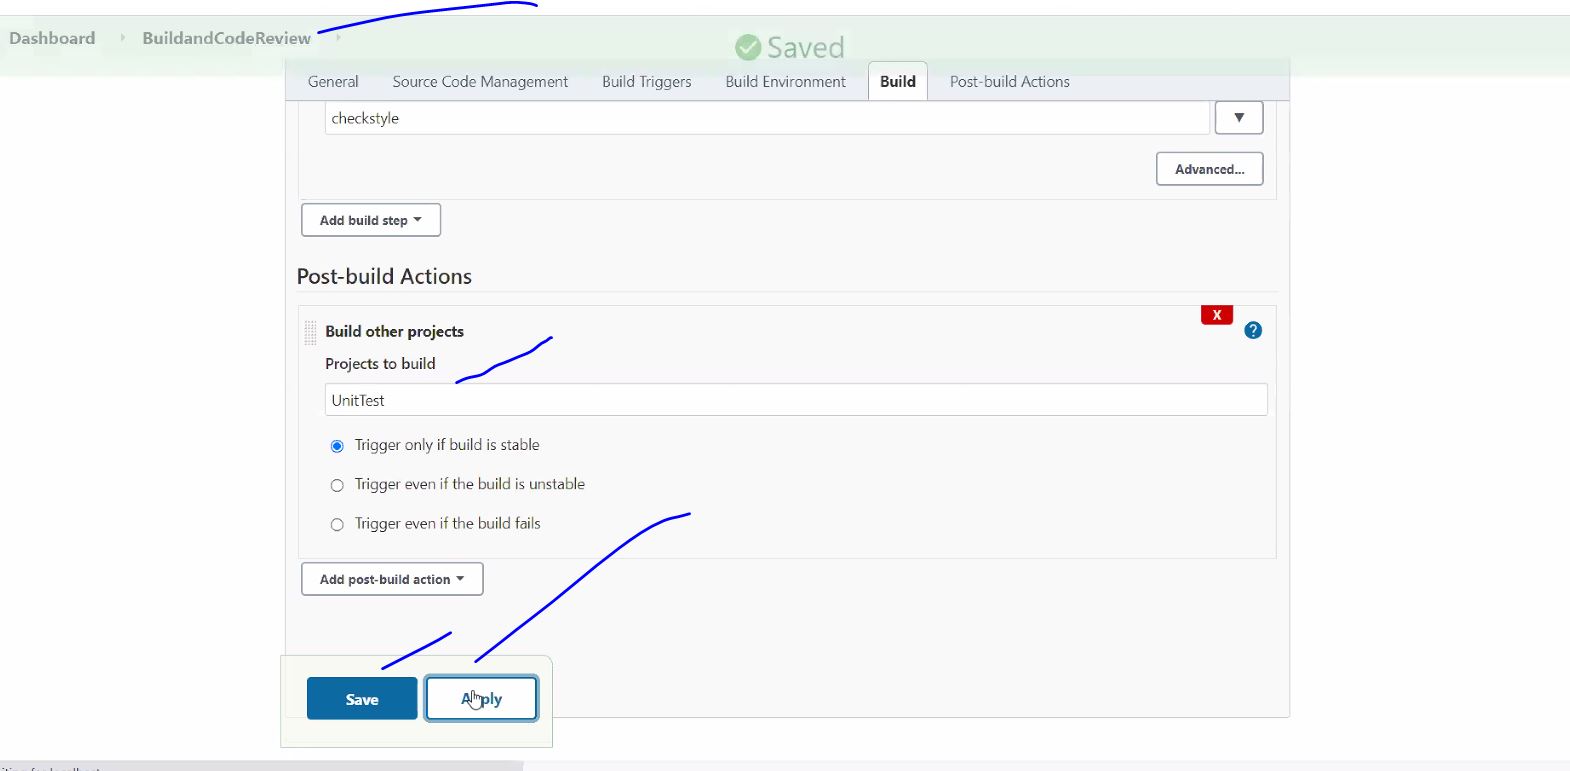 Dashboard BuildandCodeReview
Saved
General Source Code Management Build Triggers Build Environment Build Post-build Actions
checkstyle
Advanced...
Add build step
Post-build Actions
X
Build other projects
?
Projects to build
UnitTest
Trigger only if build is stable
Trigger even if the build is unstable
Trigger even if the build fails
Add post-build action
Save Apply